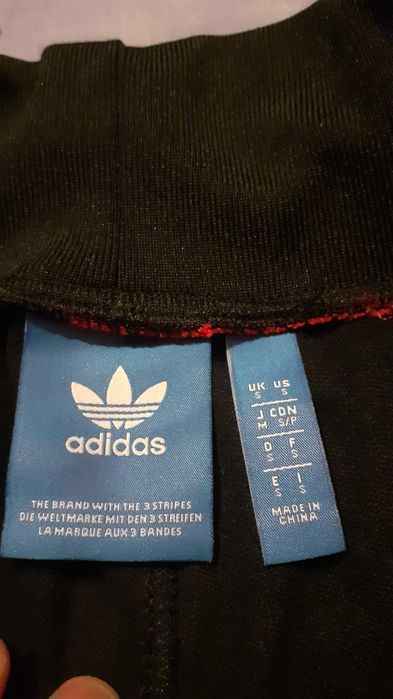 adidas
THE BRAND WITH THE 3 STRIPES
DIE WELTMARKE MIT DEN 3 STREIFEN
LA MARQUE AUX 3 BANDES
UK US
S S
J CDN
M S/P
D F
S S
E I
S S
MADE IN
CHINA